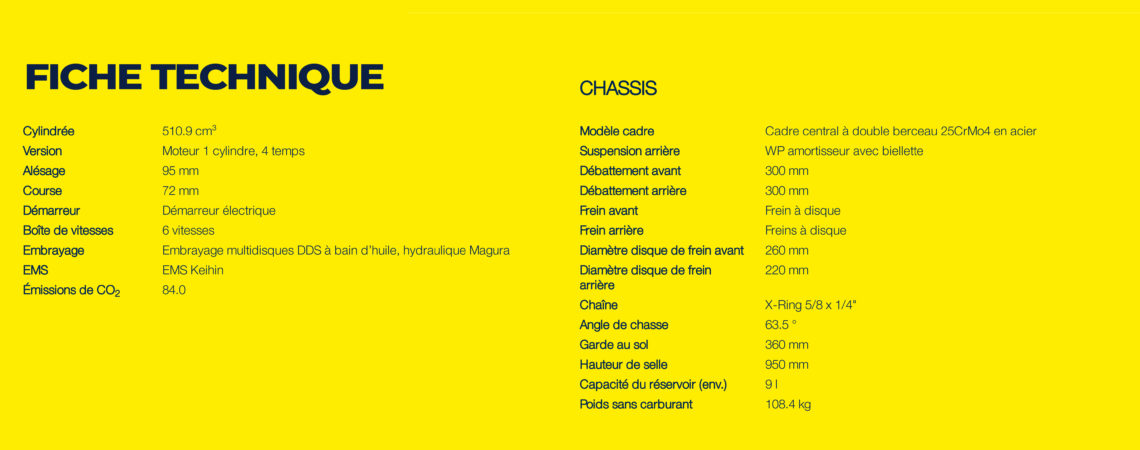 FICHE TECHNIQUE
Cylindrée 510.9 cm³
Version Moteur 1 cylindre, 4 temps
Alésage 95 mm
Course 72 mm
Démarreur Démarreur électrique
Boîte de vitesses 6 vitesses
Embrayage Embrayage multidisques DDS à bain d’huile, hydraulique Magura
EMS EMS Keihin
Émissions de CO₂ 84.0
CHASSIS
Modèle cadre Cadre central à double berceau 25CrMo4 en acier
Suspension arrière WP amortisseur avec biellette
Débattement avant 300 mm
Débattement arrière 300 mm
Frein avant Frein à disque
Frein arrière Freins à disque
Diamètre disque de frein avant 260 mm
Diamètre disque de frein 220 mm
arrière
Chaîne X-Ring 5/8 x 1/4"
Angle de chasse 63.5 °
Garde au sol 360 mm
Hauteur de selle 950 mm
Capacité du réservoir (env.) 9 l
Poids sans carburant 108.4 kg